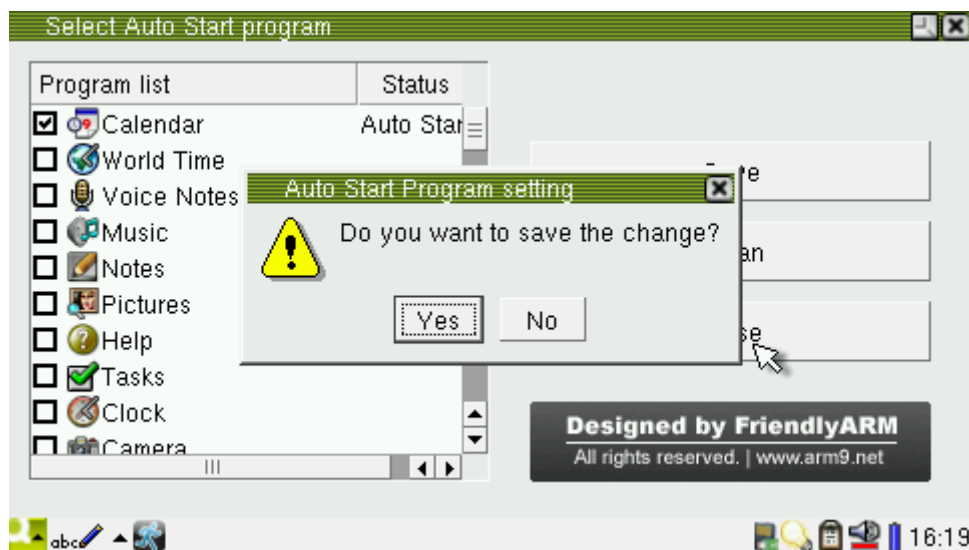 Select Auto Start program
Program list Status
Calendar Auto Star
World Time
Voice Notes
Music
Notes
Pictures
Help
Tasks
Clock
Camera
Auto Start Program setting
Do you want to save the change?
Yes No
Designed by FriendlyARM
All rights reserved. | www.arm9.net
abc
16:19